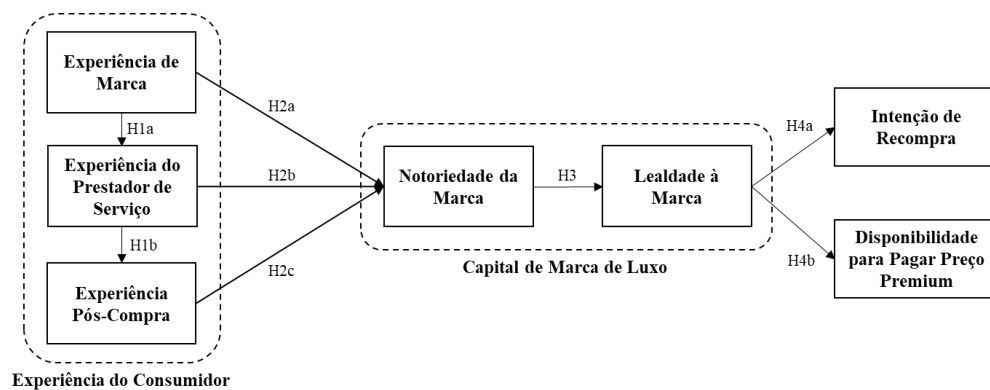 Experiência de
Marca
H1a
Experiência do
Prestador de
Serviço
H1b
Experiência
Pós-Compra
Experiência do Consumidor
H2a
H2b
H2c
Notoriedade da
Marca
H3
Lealdade à
Marca
Capital de Marca de Luxo
H4a
H4b
Intenção de
Recompra
Disponibilidade
para Pagar Preço
Premium